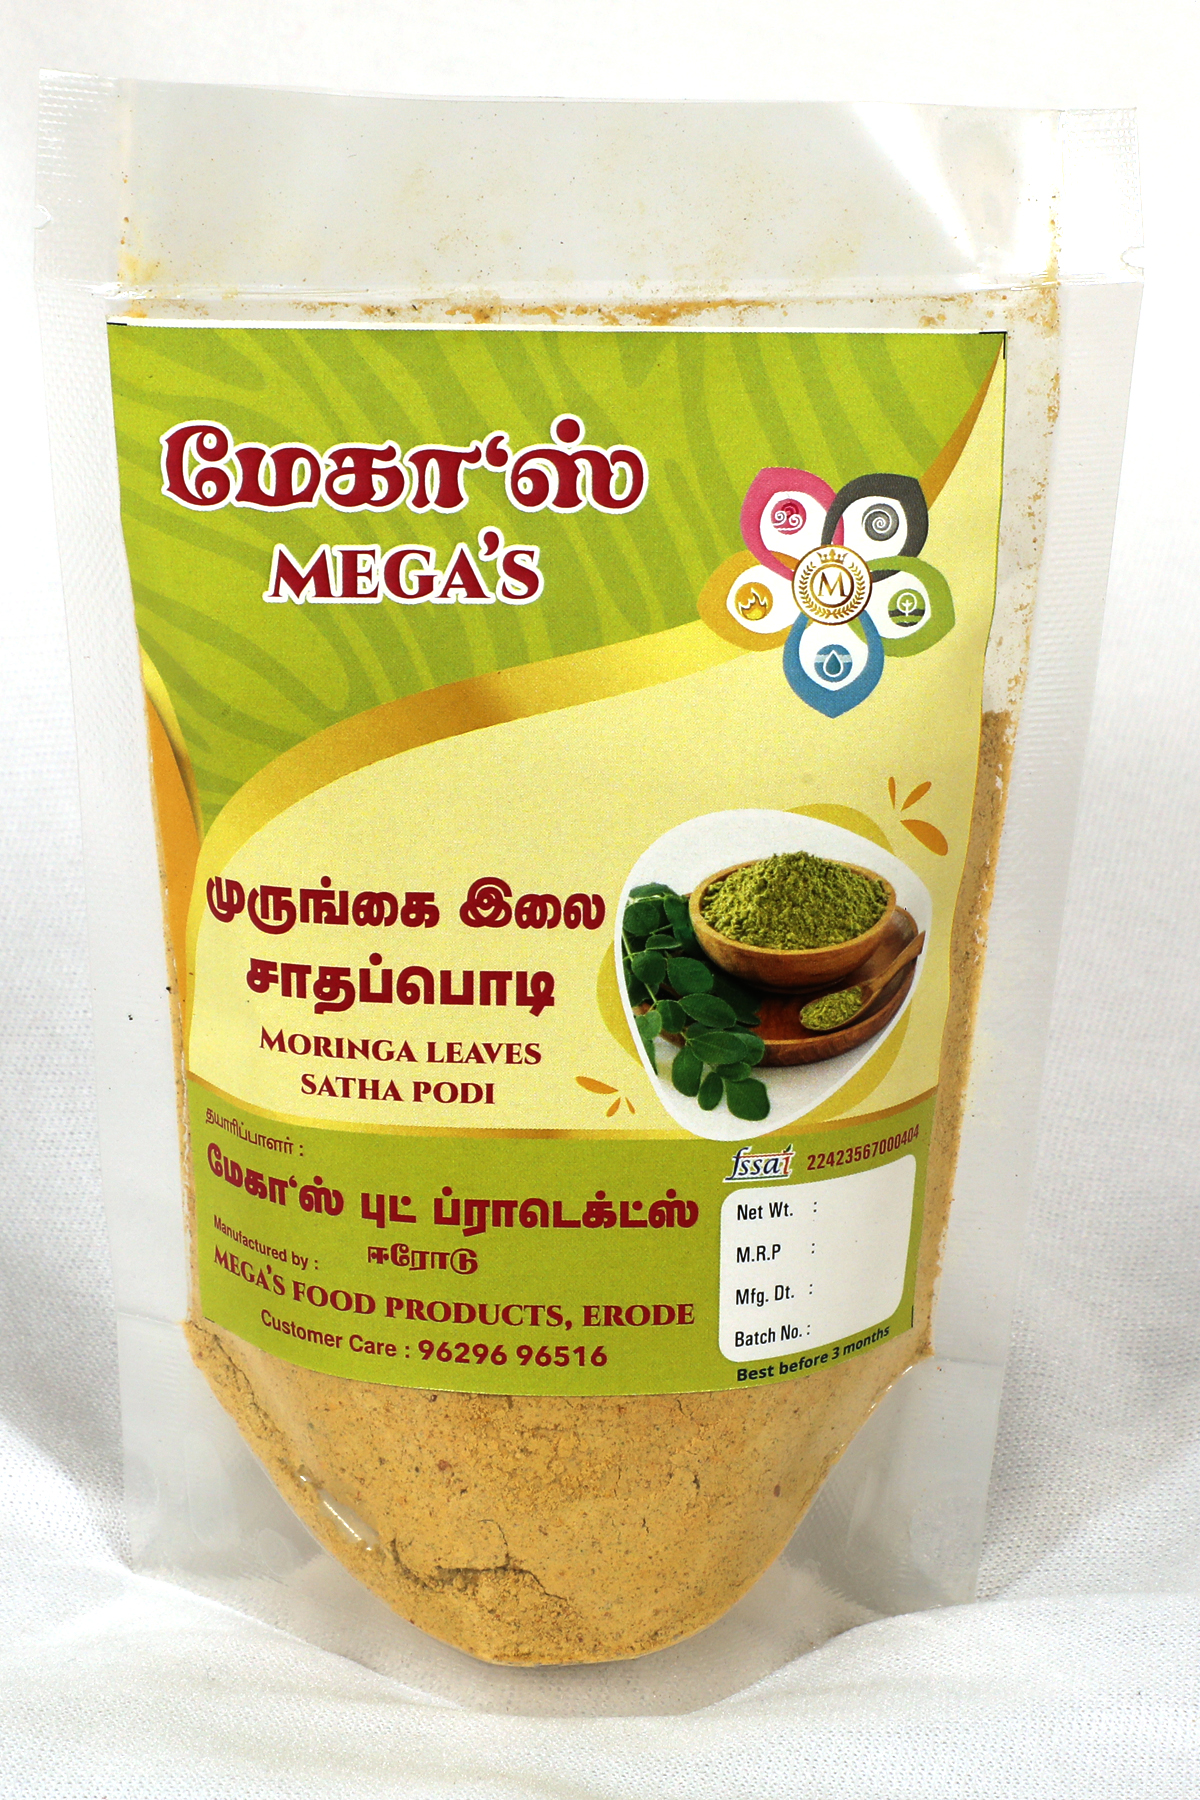 மேகா‘ஸ்
MEGA’S
M
முருங்கை இலை
சாதப்பொடி
MORINGA LEAVES
SATHA PODI
தயாரிப்பாளர் :
மேகா‘ஸ் புட் ப்ராடெக்ட்ஸ்
ஈரோடு
Manufactured by :
MEGA’S FOOD PRODUCTS, ERODE
Customer Care : 96296 96516
fssai 22423567000404
Net Wt. :
M.R.P :
Mfg. Dt. :
Batch No. :
Best before 3 months